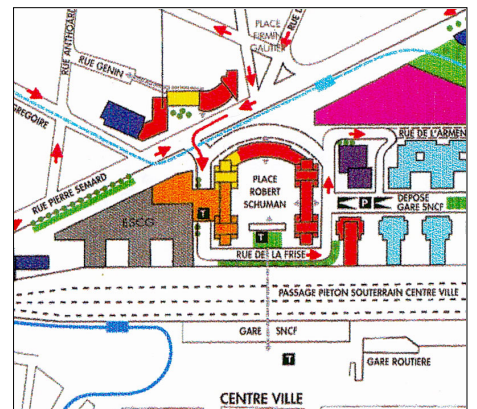 PLACE
FIRMIN
GAUTIER
RUE ANTHOARD
RUE GENIN
GREGOIRE
RUE DE L'ARMEN
RUE PIERRE SEMARD
PLACE
ROBERT
SCHUMAN
P
DEPOSE
GARE SNCF
ESCG
T
T
RUE DE LA FRISE
PASSAGE PIETON SOUTERRAIN CENTRE VILLE
GARE SNCF
T
GARE ROUTIERE
CENTRE VILLE